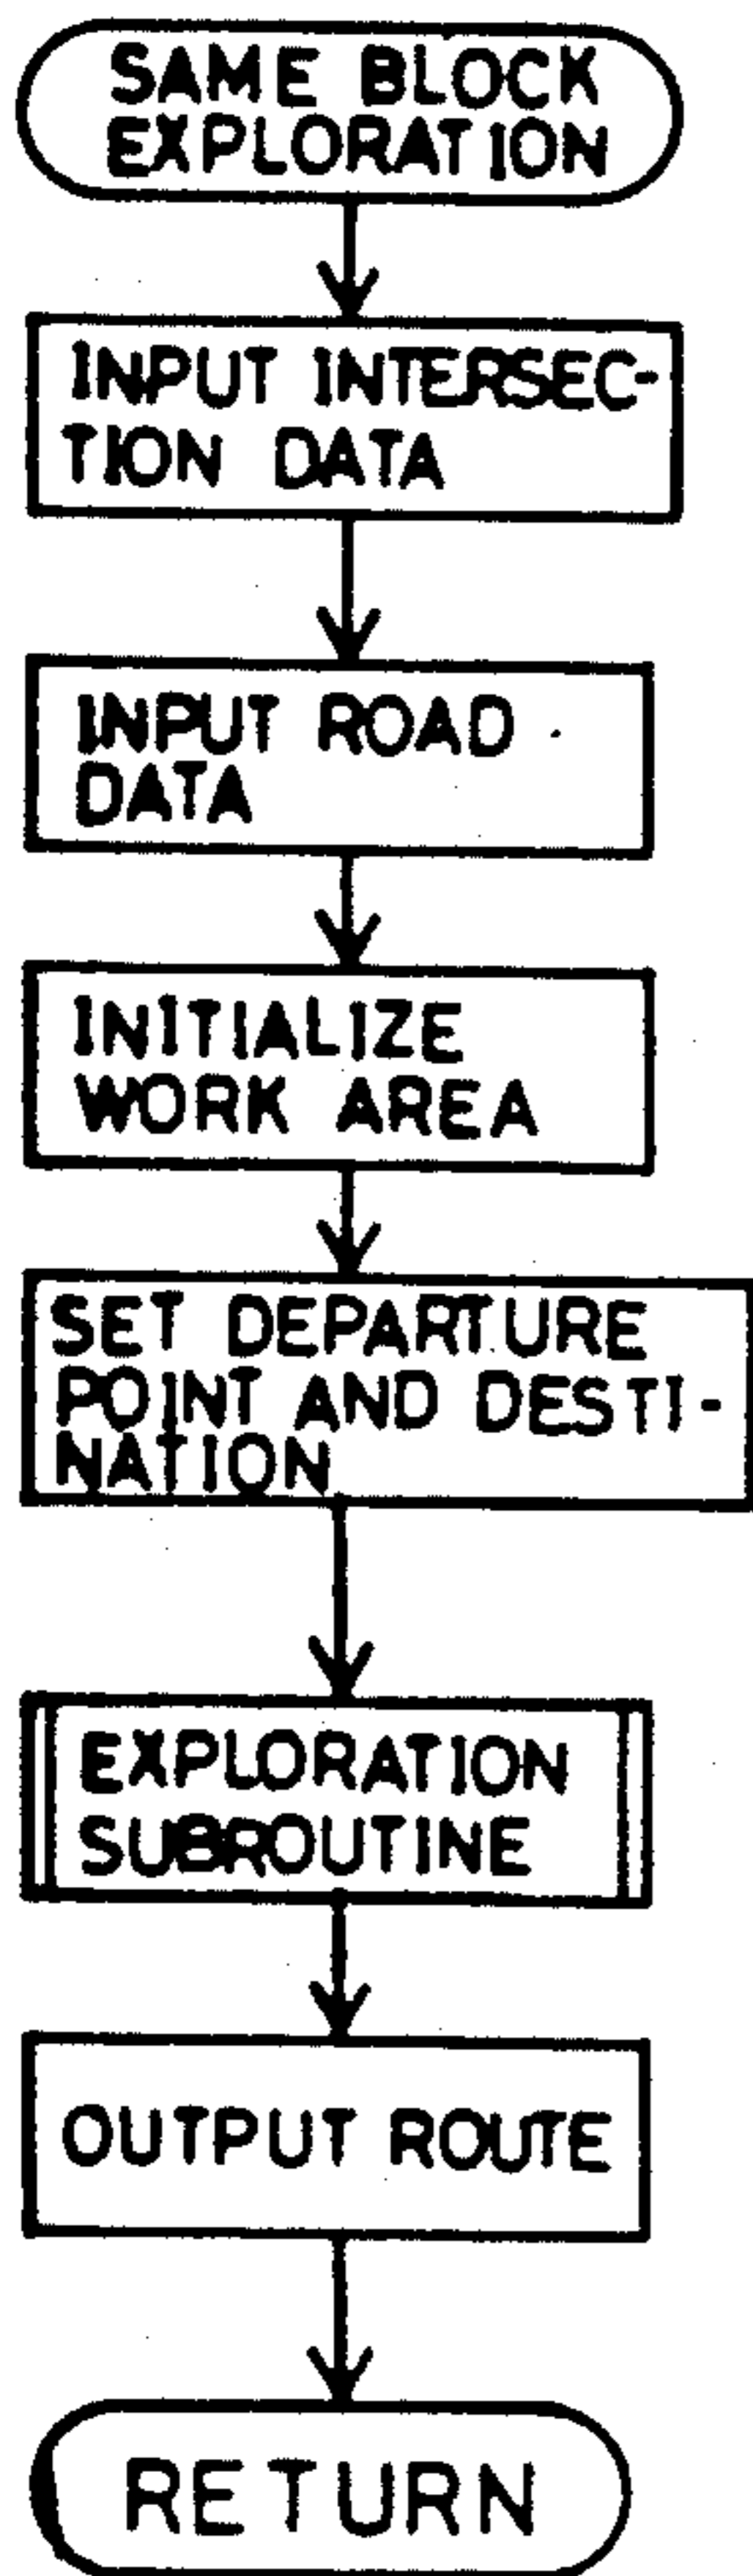 SAME BLOCK
EXPLORATION
INPUT INTERSEC-
TION DATA
INPUT ROAD
DATA
INITIALIZE
WORK AREA
SET DEPARTURE
POINT AND DESTI-
NATION
EXPLORATION
SUBROUTINE
OUTPUT ROUTE
RETURN